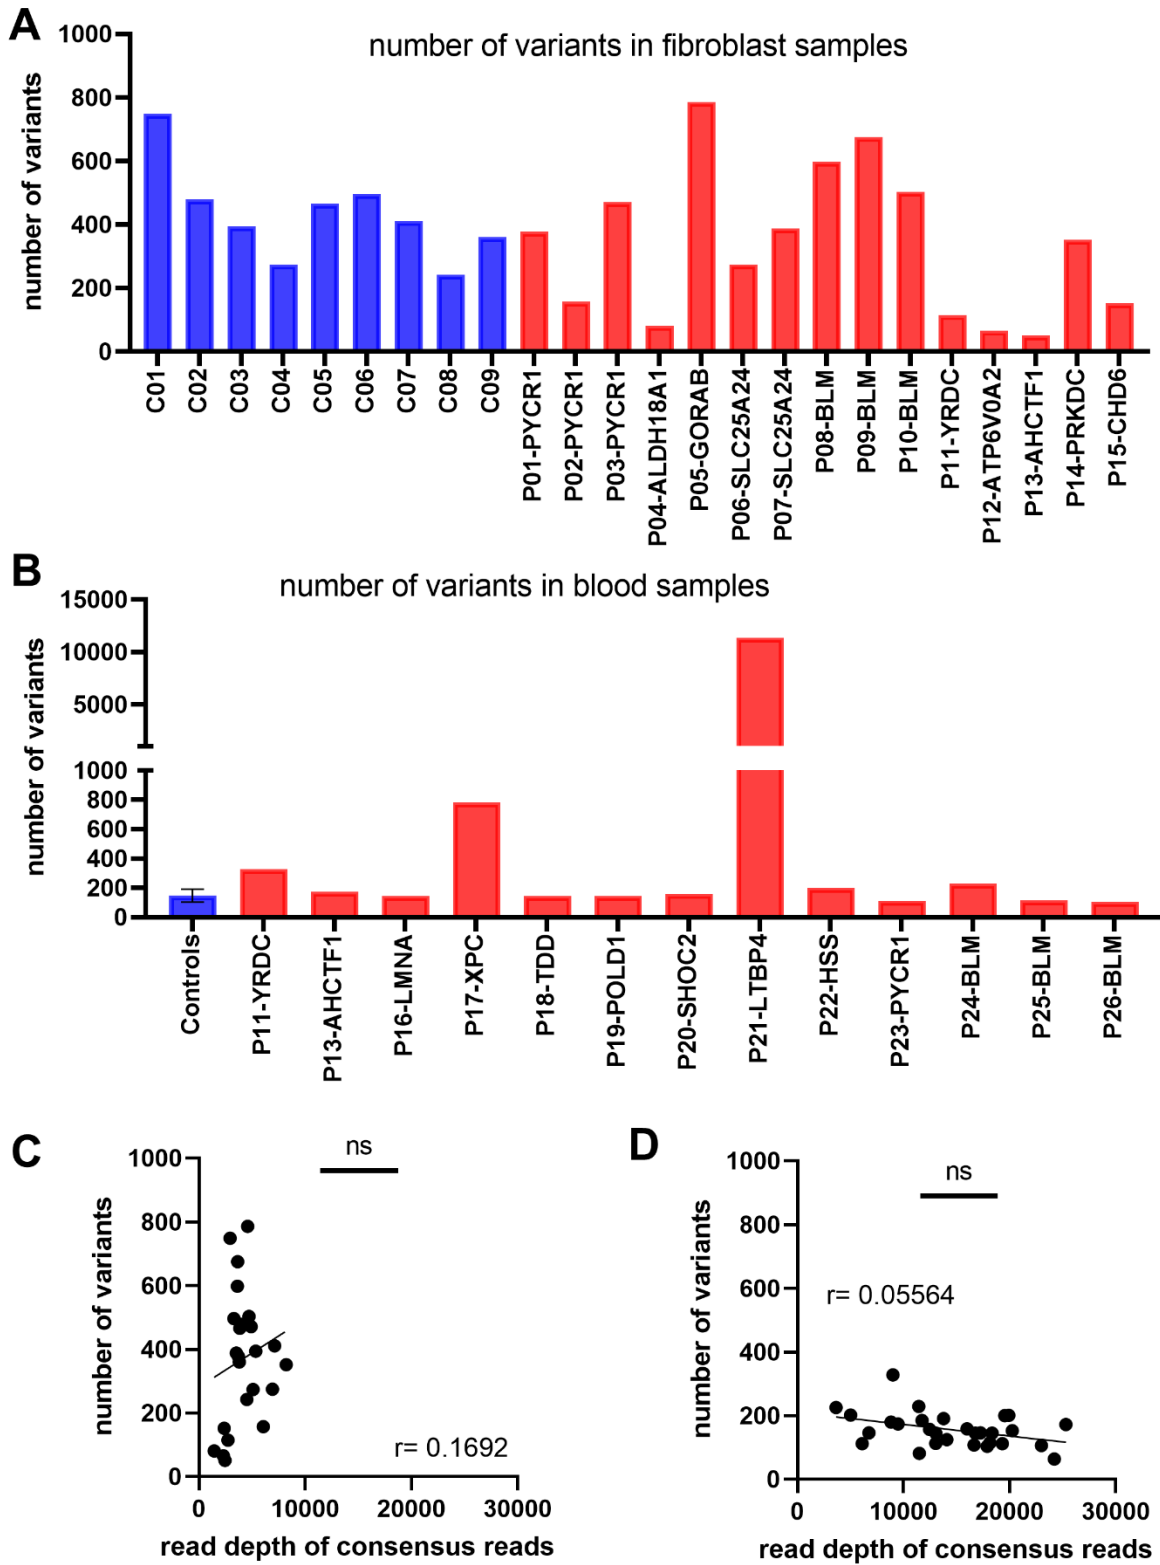 A
number of variants in fibroblast samples
number of variants
1000
800
600
400
200
0
C01
C02
C03
C04
C05
C06
C07
C08
C09
P01-PYCR1
P02-PYCR1
P03-PYCR1
P04-ALDH18A1
P05-GORAB
P06-SLC25A24
P07-SLC25A24
P08-BLM
P09-BLM
P10-BLM
P11-YRDC
P12-ATP6V0A2
P13-AHCTF1
P14-PRKDC
P15-CHD6
B
number of variants in blood samples
number of variants
15000
10000
5000
1000
800
600
400
200
0
Controls
P11-YRDC
P13-AHCTF1
P16-LMNA
P17-XPC
P18-TDD
P19-POLD1
P20-SHOC2
P21-LTBP4
P22-HSS
P23-PYCR1
P24-BLM
P25-BLM
P26-BLM
C
ns
number of variants
1000
800
600
400
200
0
r= 0.1692
0 10000 20000 30000
read depth of consensus reads
D
ns
number of variants
1000
800
600
400
200
0
r= 0.05564
0 10000 20000 30000
read depth of consensus reads